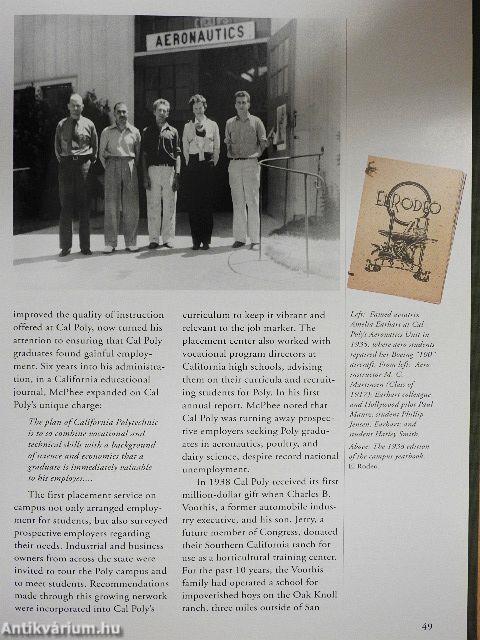 AERONAUTICS
EL RODEO
improved the quality of instruction
offered at Cal Poly, now turned his
attention to ensuring that Cal Poly
graduates found gainful employ-
ment. Six years into his administra-
tion, in a California educational
journal, McPhee expanded on Cal
Poly's unique charge:
The plan of California Polytechnic
is to so combine vocational and
technical skills with a background
of science and economics that a
graduate is immediately valuable
to his employer....
The first placement service on
campus not only arranged employ-
ment for students, but also surveyed
prospective employers regarding
their needs. Industrial and business
owners from across the state were
invited to tour the Poly campus and
to meet students. Recommendations
made through this growing network
were incorporated into Cal Poly's
curriculum to keep it vibrant and
relevant to the job market. The
placement center also worked with
vocational program directors at
California high schools, advising
them on their curricula and recruit-
ing students for Poly. In his first
annual report, McPhee noted that
Cal Poly was turning away prospec-
tive employers seeking Poly gradu-
ates in aeronautics, poultry, and
dairy science, despite record national
unemployment.
In 1938 Cal Poly received its first
million-dollar gift when Charles B.
Voorhis, a former automobile indus-
try executive, and his son, Jerry, a
future member of Congress, donated
their Southern California ranch for
use as a horticultural training center.
For the past 10 years, the Voorhis
family had operated a school for
impoverished boys on the Oak Knoll
ranch, three miles outside of San
Left: Famed aviatrix
Amelia Earhart at Cal
Poly's Aeronautics Unit in
1935, where aero students
repaired her Boeing "100"
aircraft. From left: Aero
instructor M. C.
Martinsen (Class of
Earhart colleague
and Hollywood pilot Paul
Mantz; student Phillip
Jensen; Earhart; and
student Harley Smith.
Above: The 1938 edition
of the campus yearbook,
El Rodeo.
49
Antikvárium.hu